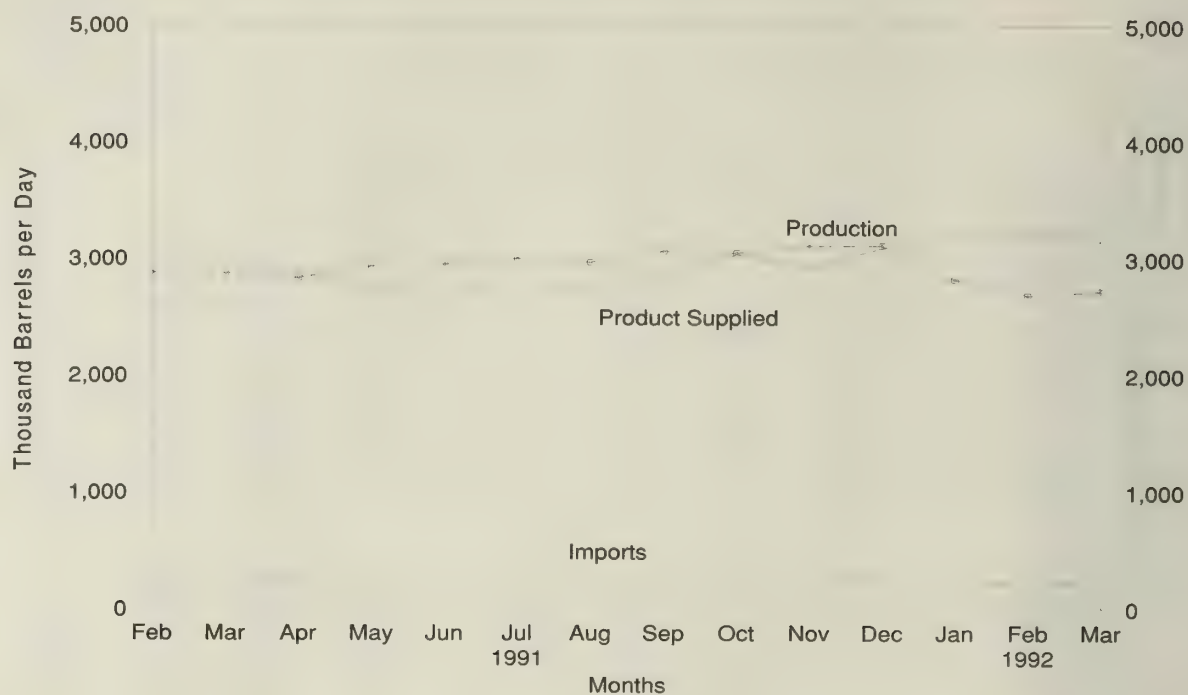 5,000 5,000
4,000 4,000
Production
3,000 3,000
Product Supplied
2,000 2,000
1,000 1,000
Imports
0 0
Thousand Barrels per Day
Feb Mar Apr May Jun Jul Aug Sep Oct Nov Dec Jan Feb Mar
1991 1992
Months